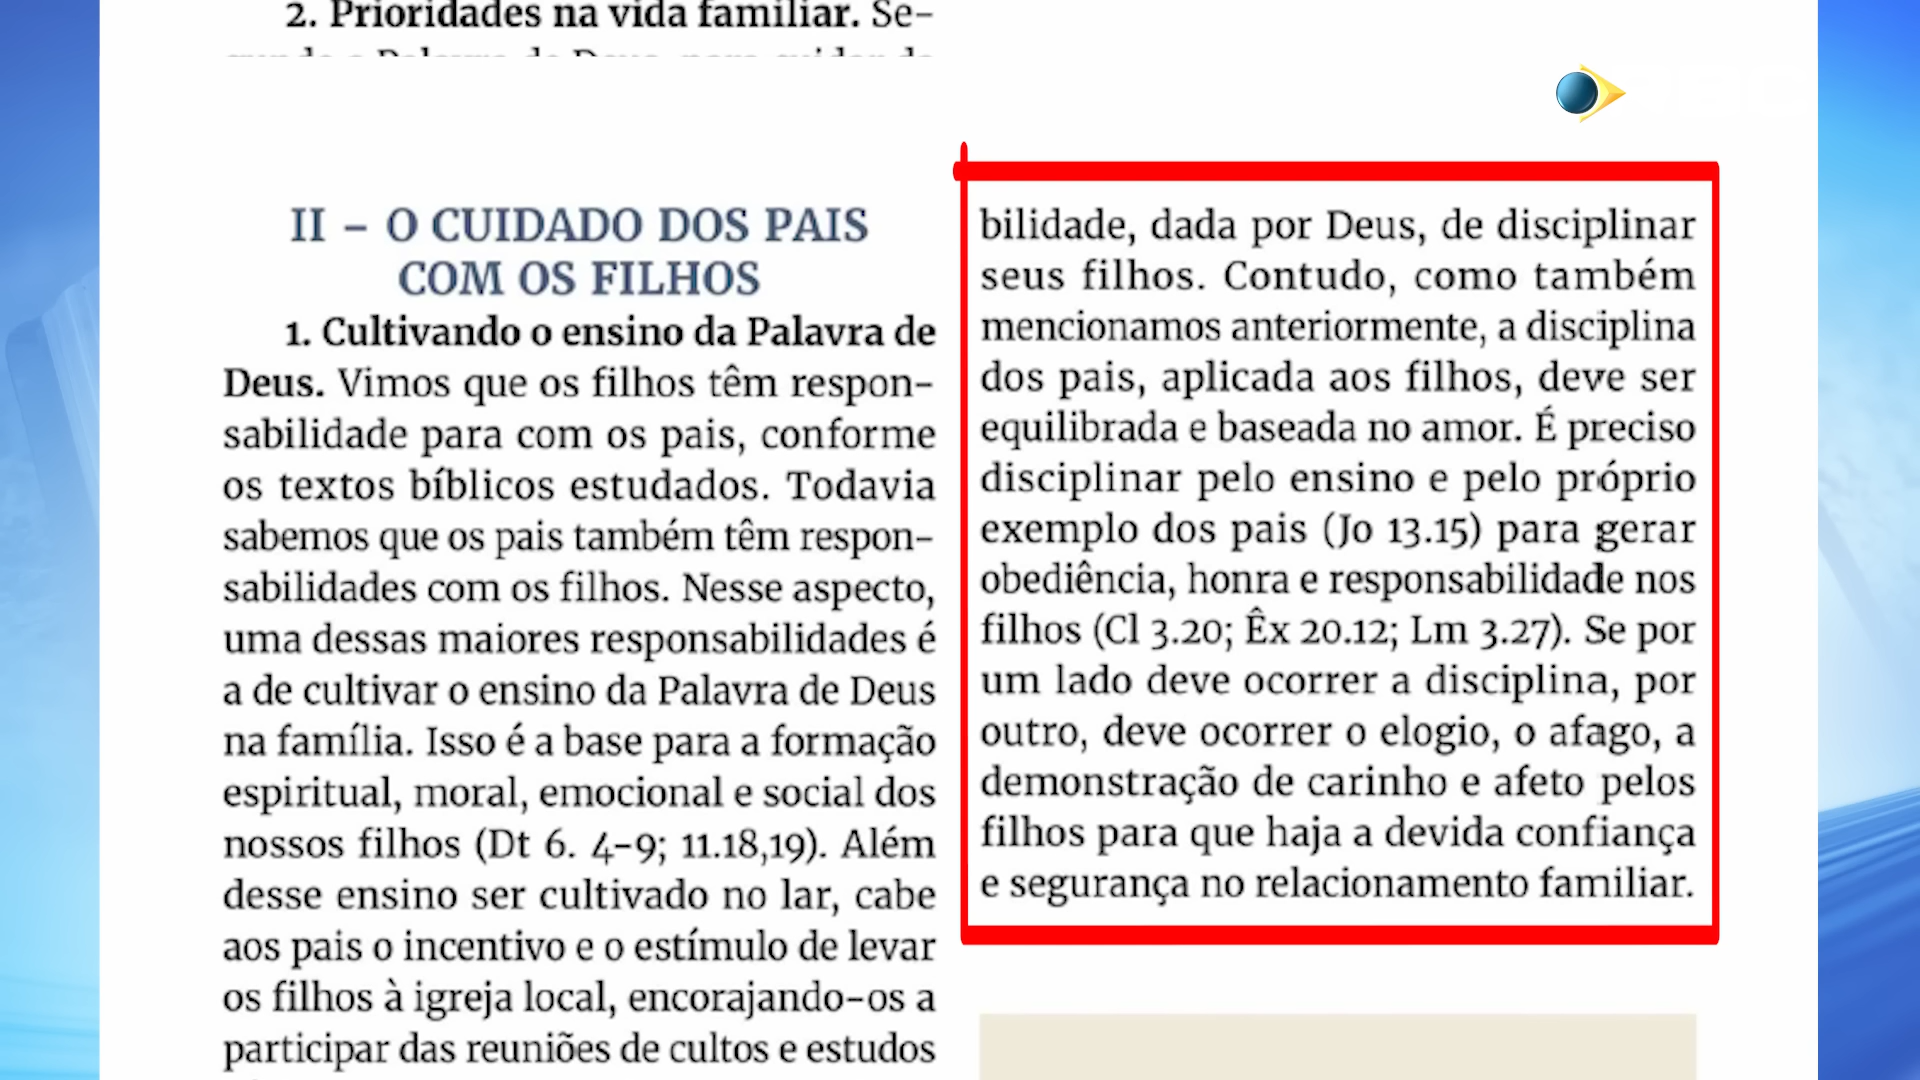 2. Prioridades na vida familiar. Se-
II – O CUIDADO DOS PAIS
COM OS FILHOS
1. Cultivando o ensino da Palavra de
Deus. Vimos que os filhos têm respon-
sabilidade para com os pais, conforme
os textos bíblicos estudados. Todavia
sabemos que os pais também têm respon-
sabilidades com os filhos. Nesse aspecto,
uma dessas maiores responsabilidades é
a de cultivar o ensino da Palavra de Deus
na família. Isso é a base para a formação
espiritual, moral, emocional e social dos
nossos filhos (Dt 6. 4-9; 11.18,19). Além
desse ensino ser cultivado no lar, cabe
aos pais o incentivo e o estímulo de levar
os filhos à igreja local, encorajando-os a
participar das reuniões de cultos e estudos
bilidade, dada por Deus, de disciplinar
seus filhos. Contudo, como também
mencionamos anteriormente, a disciplina
dos pais, aplicada aos filhos, deve ser
equilibrada e baseada no amor. É preciso
disciplinar pelo ensino e pelo próprio
exemplo dos pais (Jo 13.15) para gerar
obediência, honra e responsabilidade nos
filhos (Cl 3.20; Êx 20.12; Lm 3.27). Se por
um lado deve ocorrer a disciplina, por
outro, deve ocorrer o elogio, o afago, a
demonstração de carinho e afeto pelos
filhos para que haja a devida confiança
e segurança no relacionamento familiar.